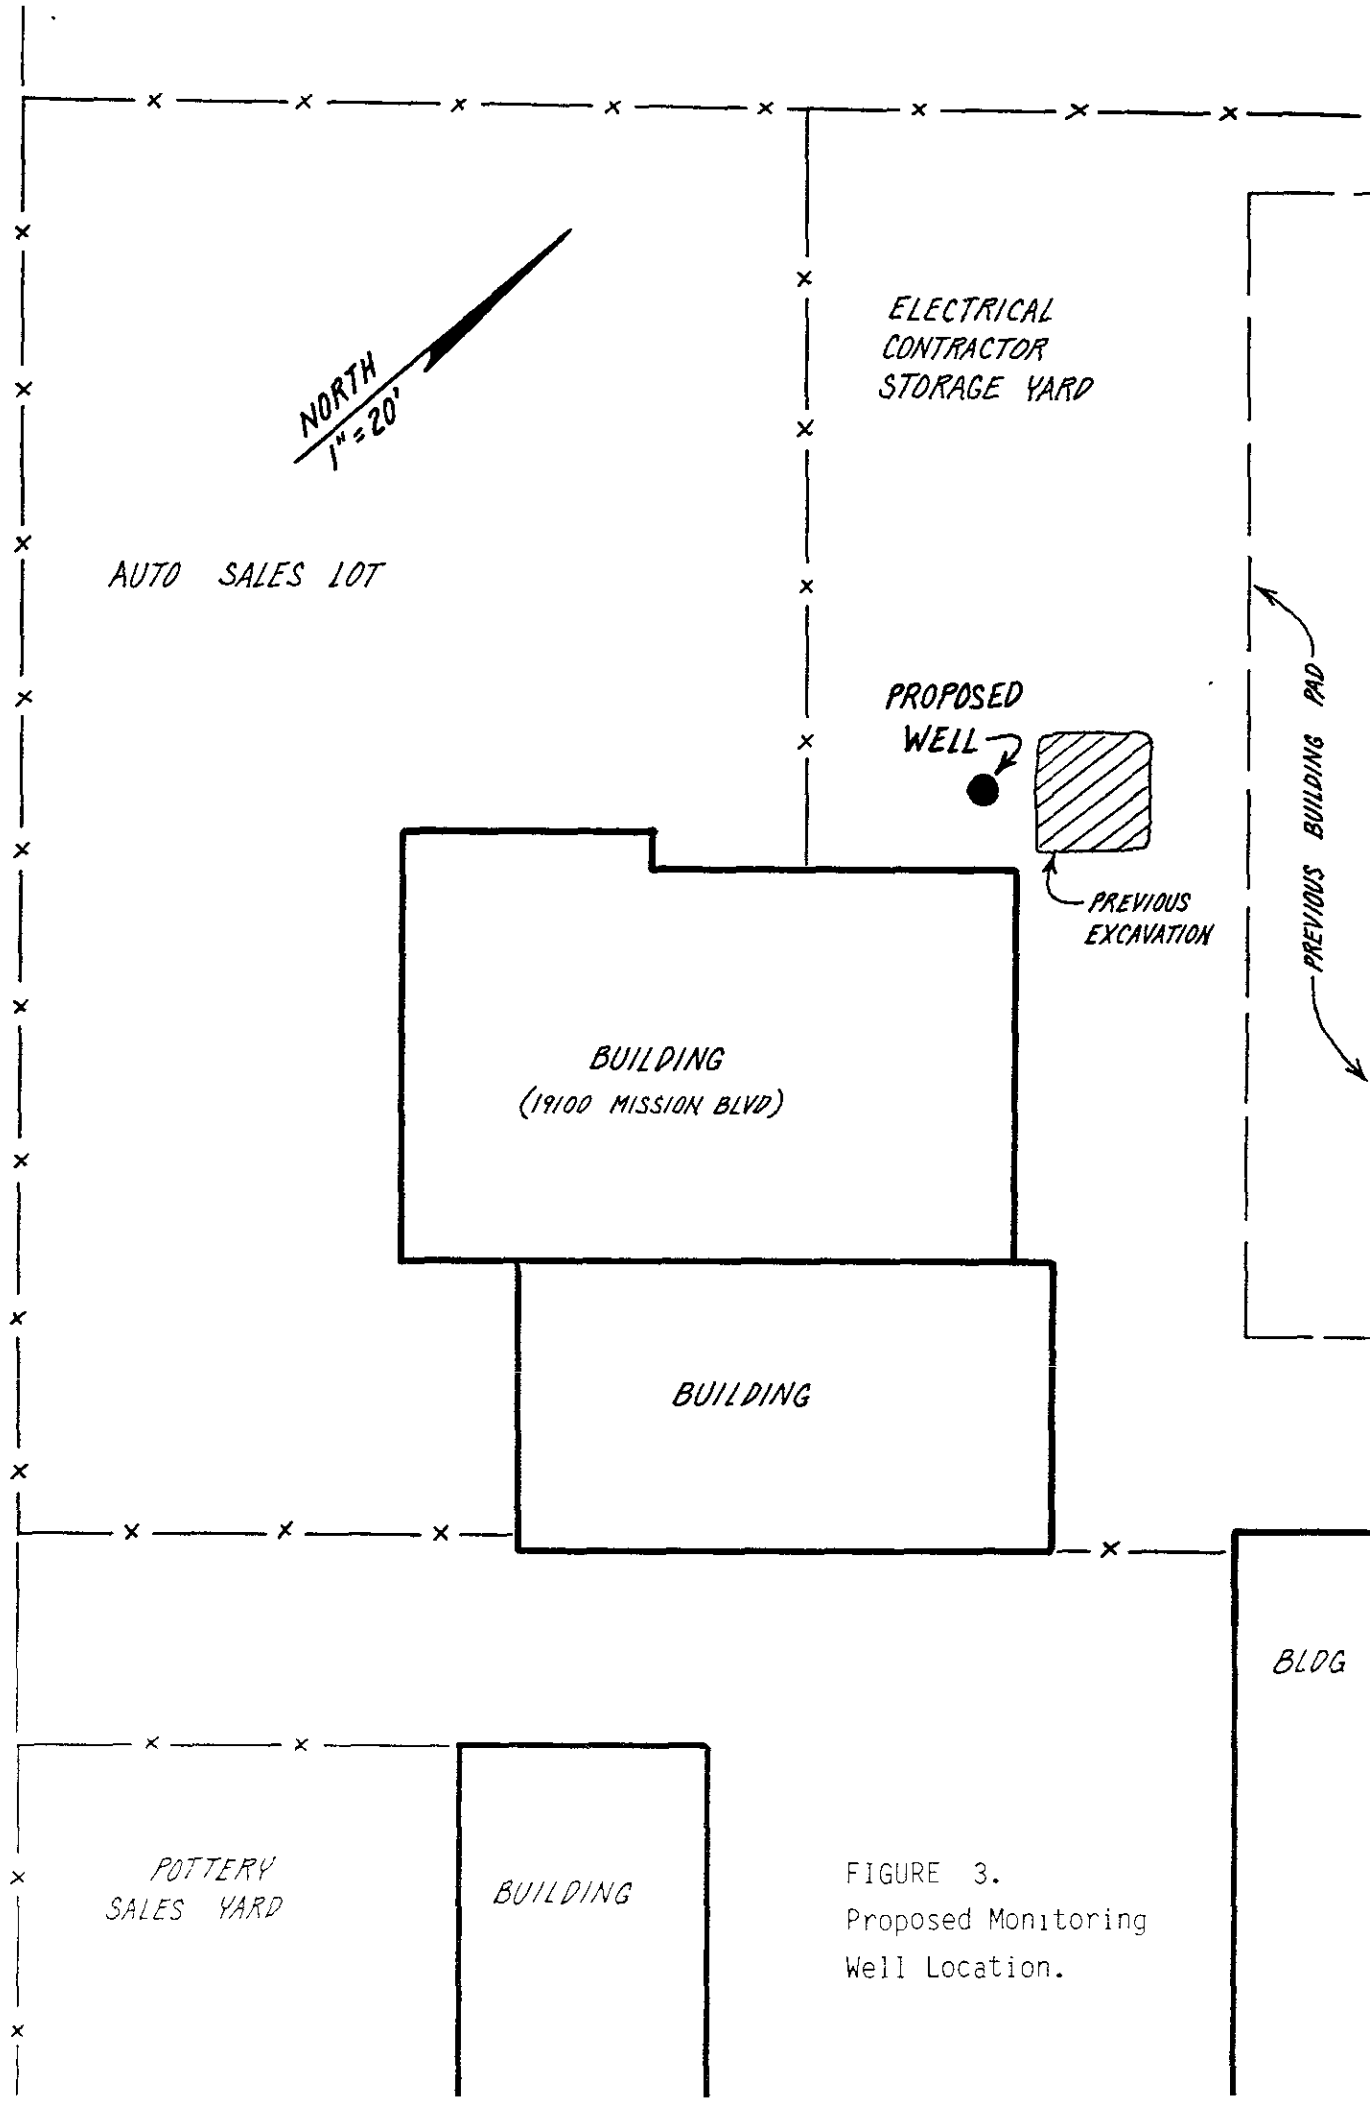 NORTH
1" = 20'
ELECTRICAL
CONTRACTOR
STORAGE YARD
AUTO SALES LOT
PROPOSED
WELL
PREVIOUS BUILDING PAD
PREVIOUS
EXCAVATION
BUILDING
(19100 MISSION BLVD)
BUILDING
BLDG
POTTERY
SALES YARD
BUILDING
FIGURE 3.
Proposed Monitoring
Well Location.